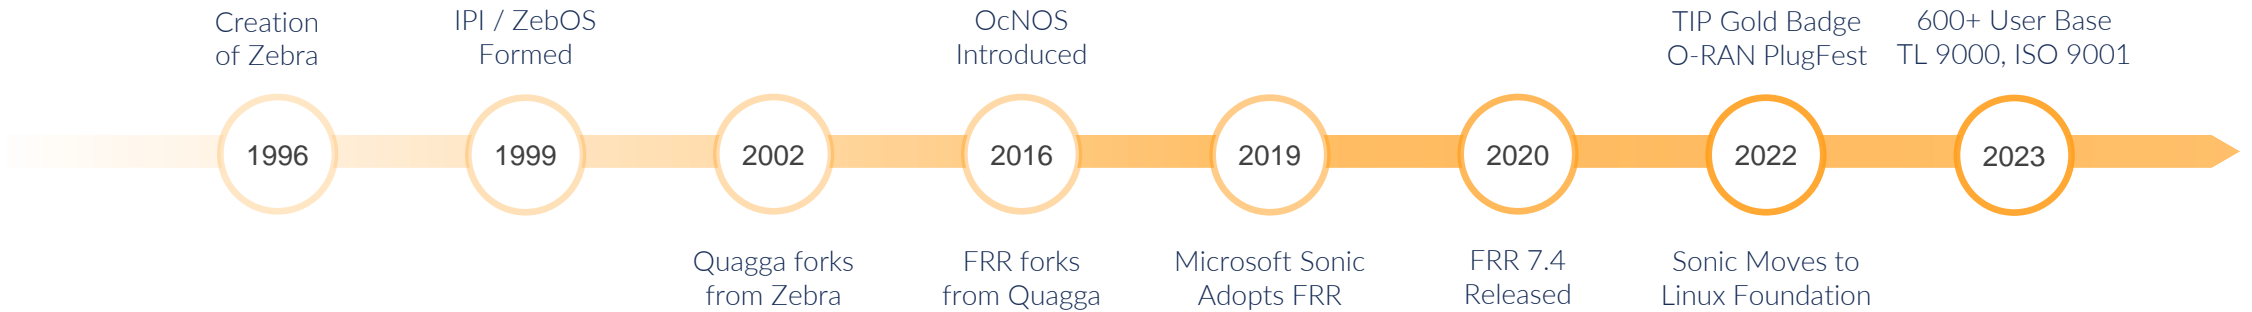 Creation
of Zebra
IPI / ZebOS
Formed
OcNOS
Introduced
TIP Gold Badge
O-RAN PlugFest
600+ User Base
TL 9000, ISO 9001
1996
1999
2002
2016
2019
2020
2022
2023
Quagga forks
from Zebra
FRR forks
from Quagga
Microsoft Sonic
Adopts FRR
FRR 7.4
Released
Sonic Moves to
Linux Foundation